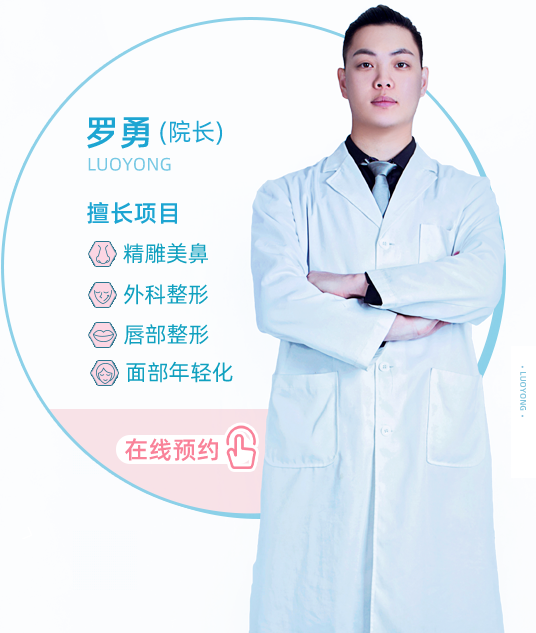 罗勇(院长)
LUOYONG
擅长项目
精雕美鼻
外科整形
唇部整形
面部年轻化
在线预约
· LUOYONG ·